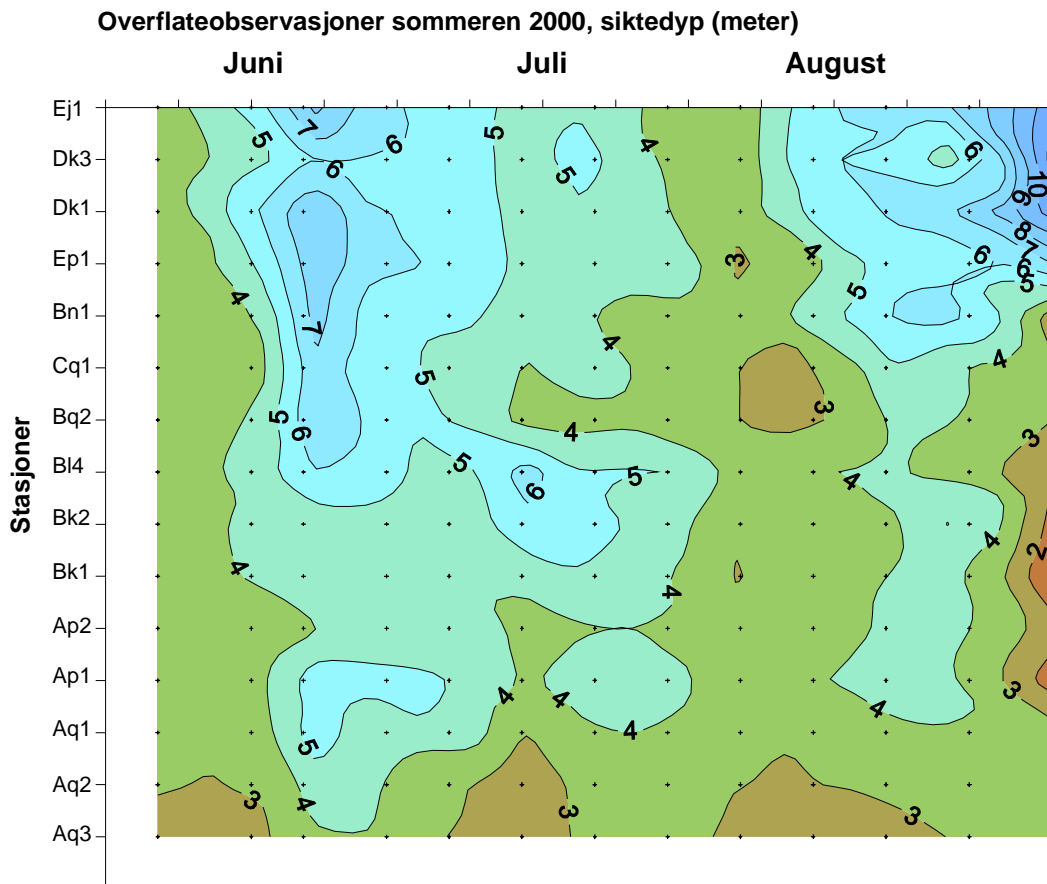 Overflateobservasjoner sommeren 2000, siktedyp (meter)
Juni Juli August
Stasjoner
Ej1
5 7 6 5 4 6
Dk3
6 5 10
Dk1
9 8
Ep1
3 4 6 7 6
Bn1
4 7 5 5
Cq1
4 5 4
Bq2
5 6 4 3 3
Bl4
5 5 6 4
Bk2
4 2
Bk1
4 4
Ap2
Ap1
4 4 4 3
Aq1
5 4
Aq2
3 4
Aq3
3 3